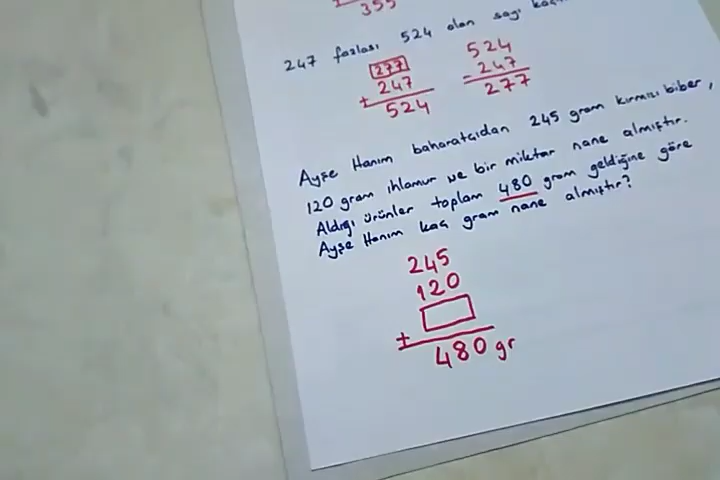 355
247 fazlası 524 olan sayı kaç
277
+ 247
524
524
- 247
277
Ayşe Hanım baharatçıdan 245 gram kırmızı biber,
120 gram ıhlamur ve bir miktar nane almıştır.
Aldığı ürünler toplam 480 gram geldiğine göre
Ayşe Hanım kaç gram nane almıştır?
245
120
+
480 gr